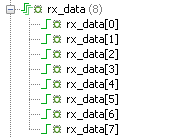 rx_data (8)
rx_data[0]
rx_data[1]
rx_data[2]
rx_data[3]
rx_data[4]
rx_data[5]
rx_data[6]
rx_data[7]